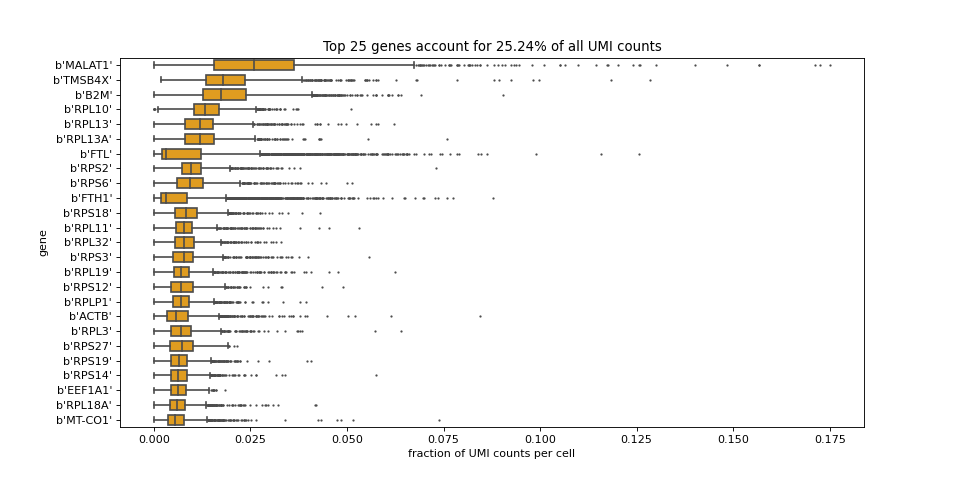 Top 25 genes account for 25.24% of all UMI counts
b'MALAT1'
b'TMSB4X'
b'B2M'
b'RPL10'
b'RPL13'
b'RPL13A'
b'FTL'
b'RPS2'
b'RPS6'
b'FTH1'
b'RPS18'
b'RPL11'
b'RPL32'
b'RPS3'
b'RPL19'
b'RPS12'
b'RPLP1'
b'ACTB'
b'RPL3'
b'RPS27'
b'RPS19'
b'RPS14'
b'EEF1A1'
b'RPL18A'
b'MT-CO1'
gene
0.000 0.025 0.050 0.075 0.100 0.125 0.150 0.175
fraction of UMI counts per cell